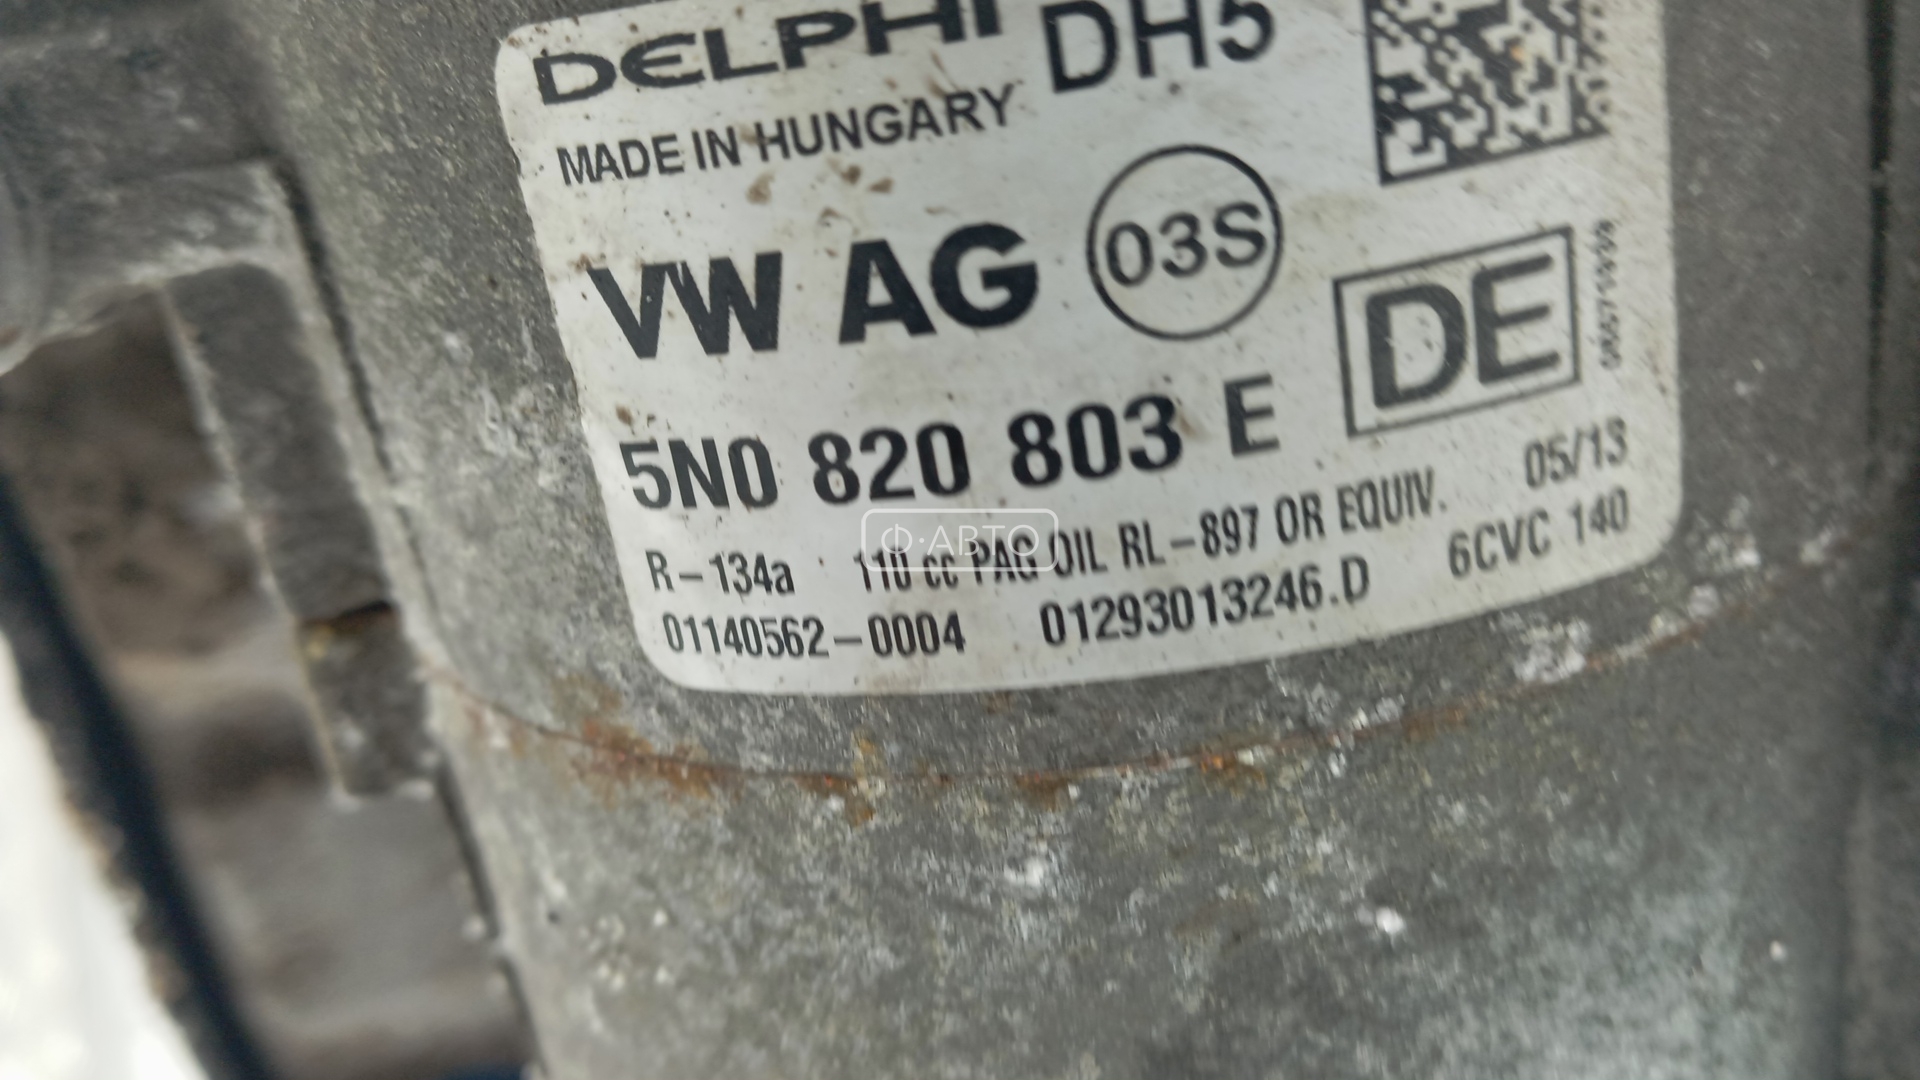 DELPHI DH5
MADE IN HUNGARY
VW AG 03S
DE
5N0 820 803 E
05/13
R-134a 110 cc PAG OIL RL-897 OR EQUIV.
6CVC 140
01140562-0004 01293013246.D
Ф·АВТО